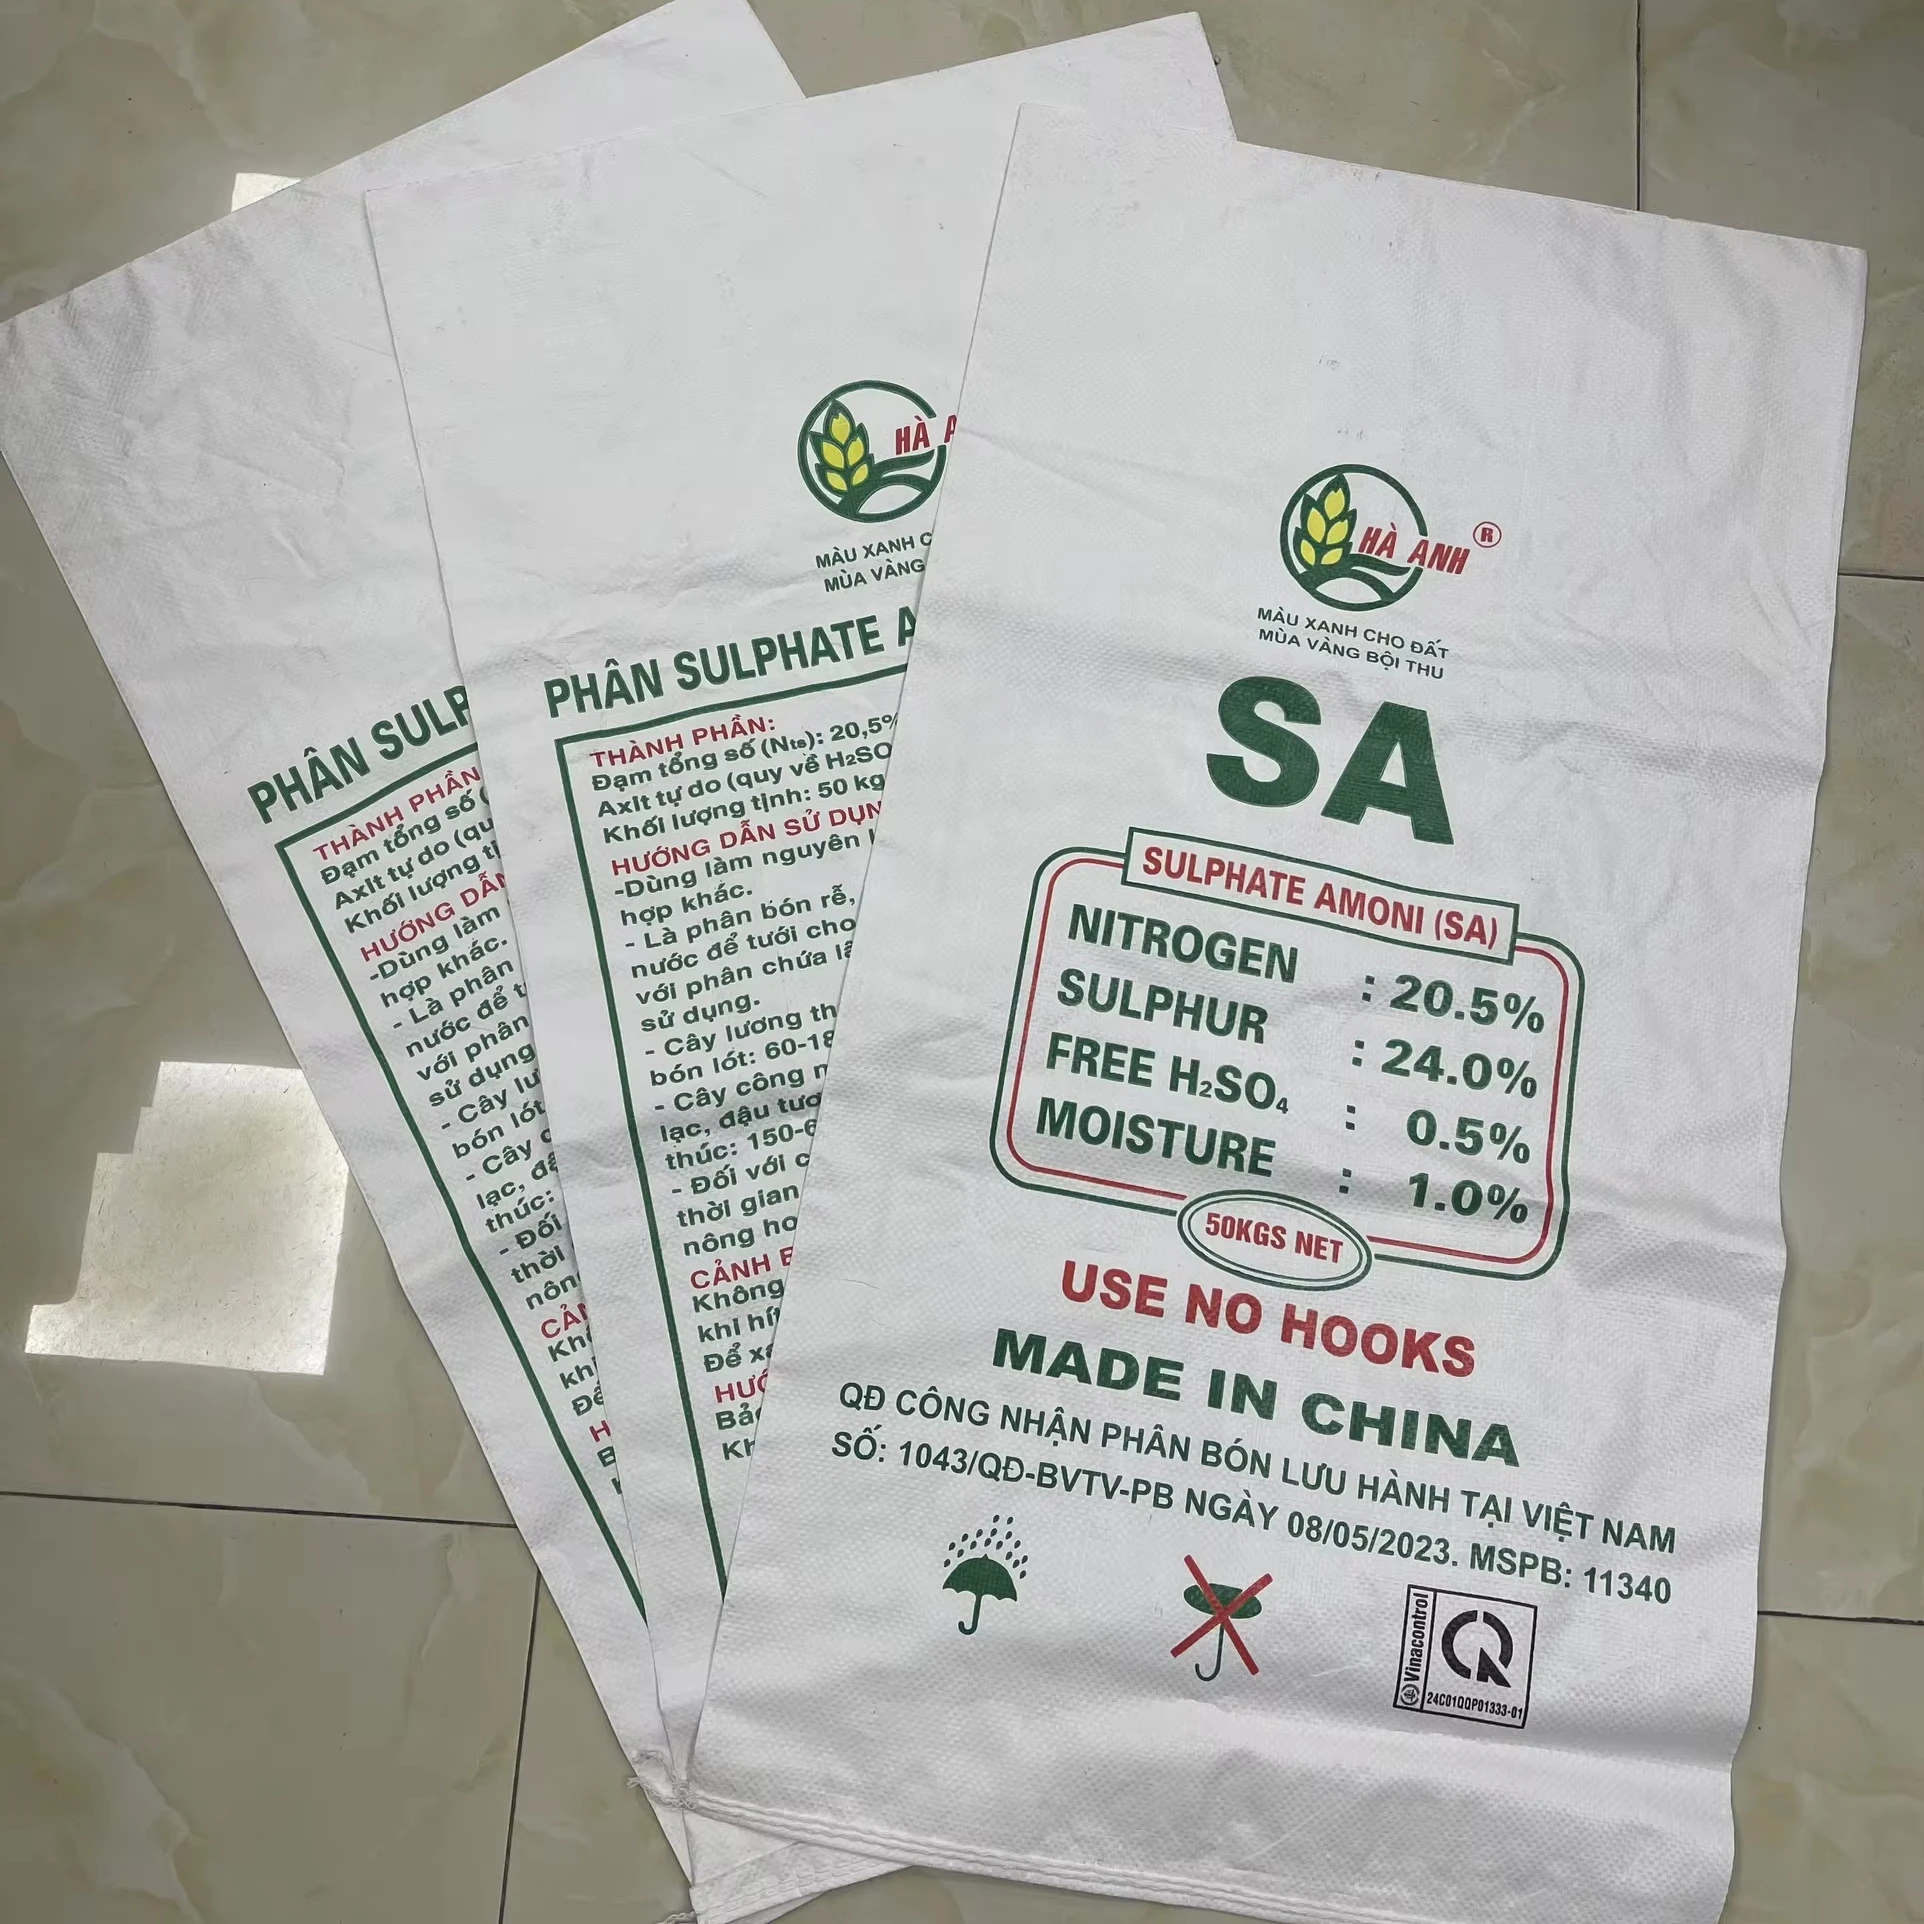 PHÂN SULP
THÀNH PHẦN
Đạm tổng số (
Axit tự do (qu
Khối lượng tị
HƯỚNG DẪN
-Dùng làm
hợp khác.
- Là phân
nước để t
với phân
sử dụng
- Cây lư
bón lót
- Cây c
lạc, đậ
thúc:
- Đối
thời
nôn
CẢN
Khô
khi
Để
H
B
HÀ A
MÀU XANH C
MÙA VÀNG
PHÂN SULPHATE A
THÀNH PHẦN:
Đạm tổng số (Nts): 20,5%
Axit tự do (quy về H₂SO
Khối lượng tịnh: 50 kg
HƯỚNG DẪN SỬ DỤN
-Dùng làm nguyên l
hợp khác.
- Là phân bón rễ,
nước để tưới cho
với phân chứa lâ
sử dụng.
- Cây lương th
bón lót: 60-18
- Cây công n
lạc, đậu tươ
thúc: 150-6
- Đối với c
thời gian
nông ho
CẢNH B
Không
khi hít
Để xa
HƯỚ
Bảo
Kh
HÀ ANH ®
MÀU XANH CHO ĐẤT
MÙA VÀNG BỘI THU
SA
SULPHATE AMONI (SA)
NITROGEN : 20.5%
SULPHUR : 24.0%
FREE H₂SO₄ : 0.5%
MOISTURE : 1.0%
50KGS NET
USE NO HOOKS
MADE IN CHINA
QĐ CÔNG NHẬN PHÂN BÓN LƯU HÀNH TẠI VIỆT NAM
SỐ: 1043/QĐ-BVTV-PB NGÀY 08/05/2023. MSPB: 11340
Vinacontrol
24C01QQP01333-01